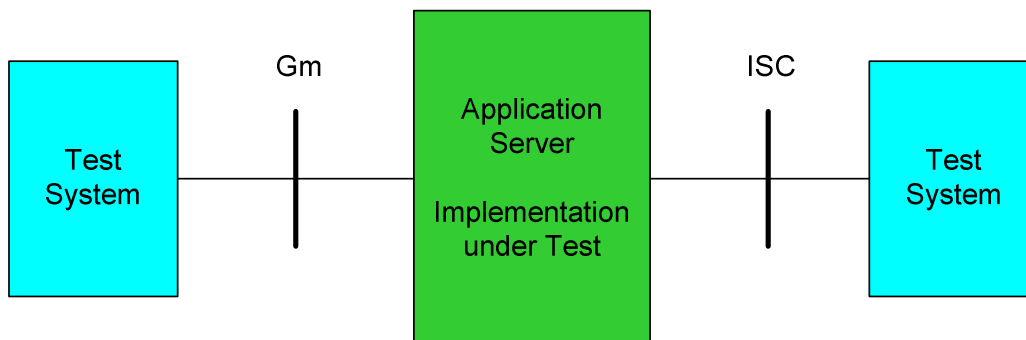 Gm
ISC
Test
System
Application
Server
Implementation
under Test
Test
System